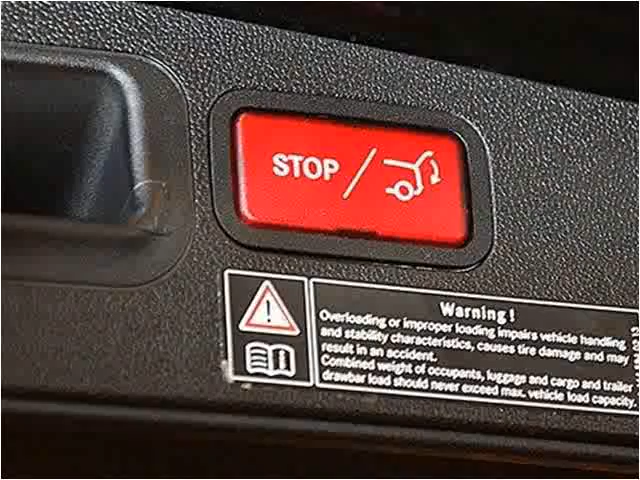 STOP /
Warning!
Overloading or improper loading impairs vehicle handling
and stability characteristics, causes tire damage and may
result in an accident.
Combined weight of occupants, luggage and cargo and trailer
drawbar load should never exceed max. vehicle load capacity.